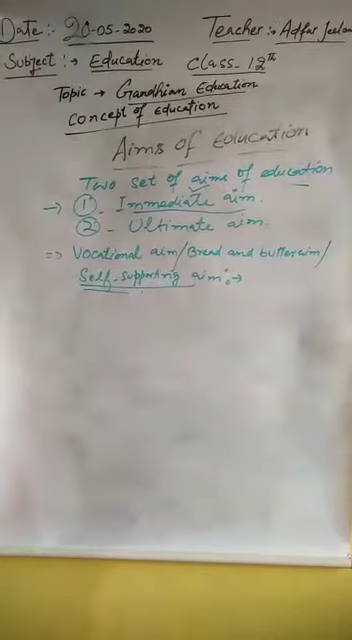 Date:- 20-05-2020 Teacher:→ Adfar
Subject:→ Education Class-12th
Topic → Gandhian Education
Concept of education
Aims of Education
Two set of aims of education
→ ① - Immediate aim.
② - Ultimate aim.
=> Vocational aim/Bread and butter aim/
Self-supporting aim:→